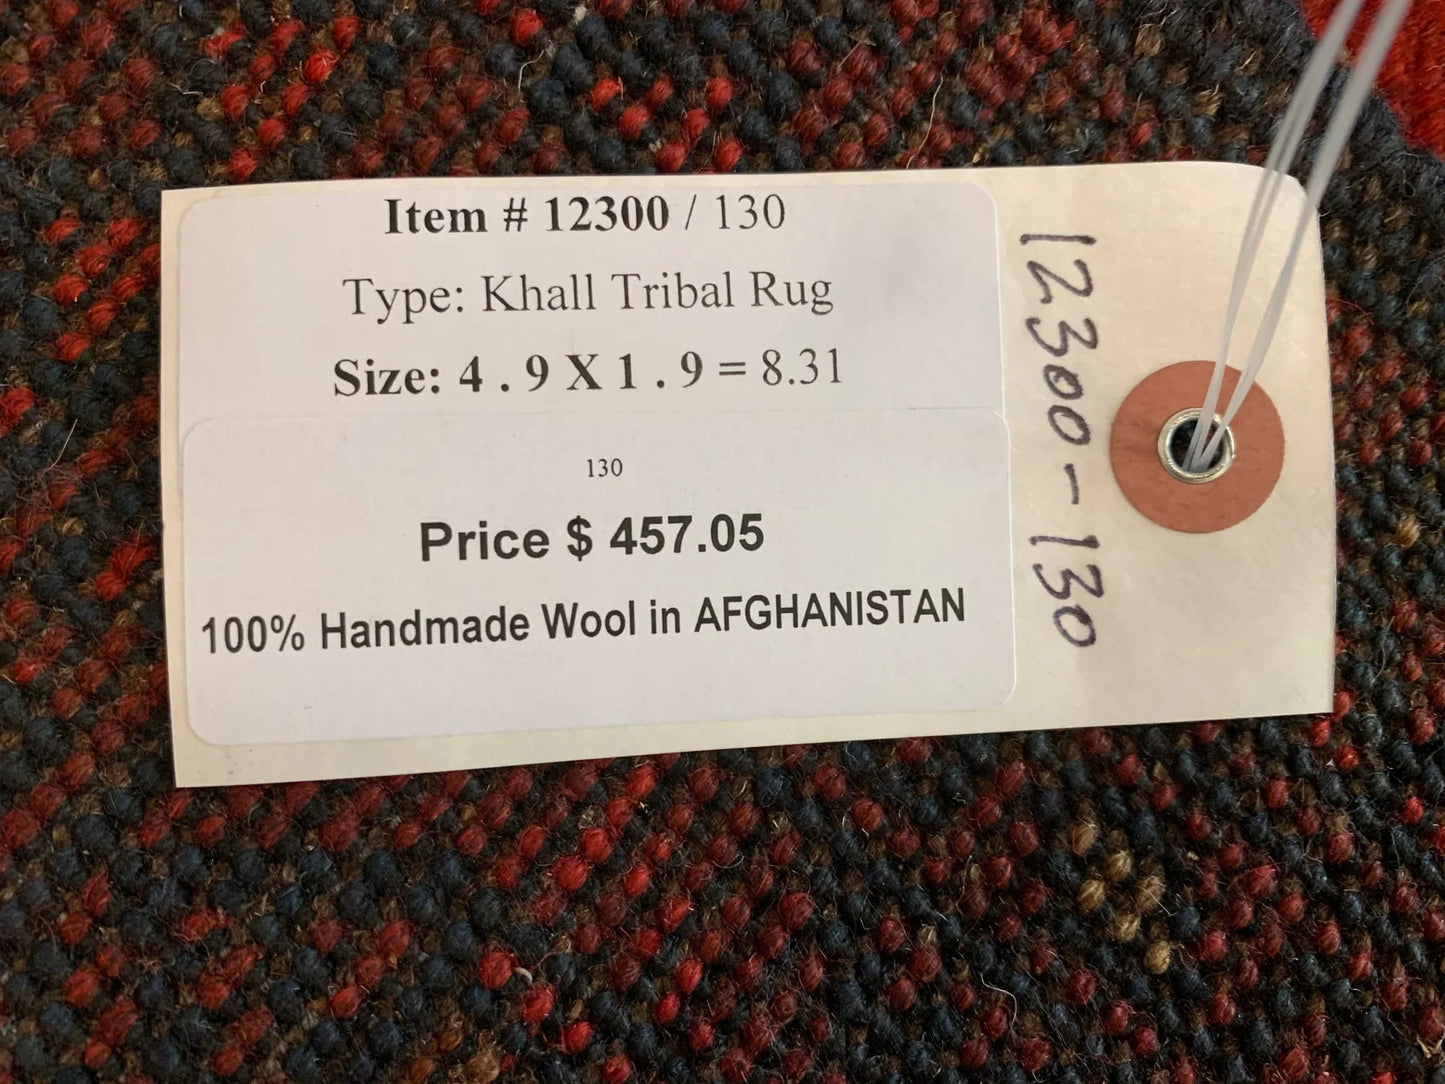 Item # 12300 / 130
Type: Khall Tribal Rug
Size: 4 . 9 X 1 . 9 = 8.31
130
Price $ 457.05
100% Handmade Wool in AFGHANISTAN
12300-130